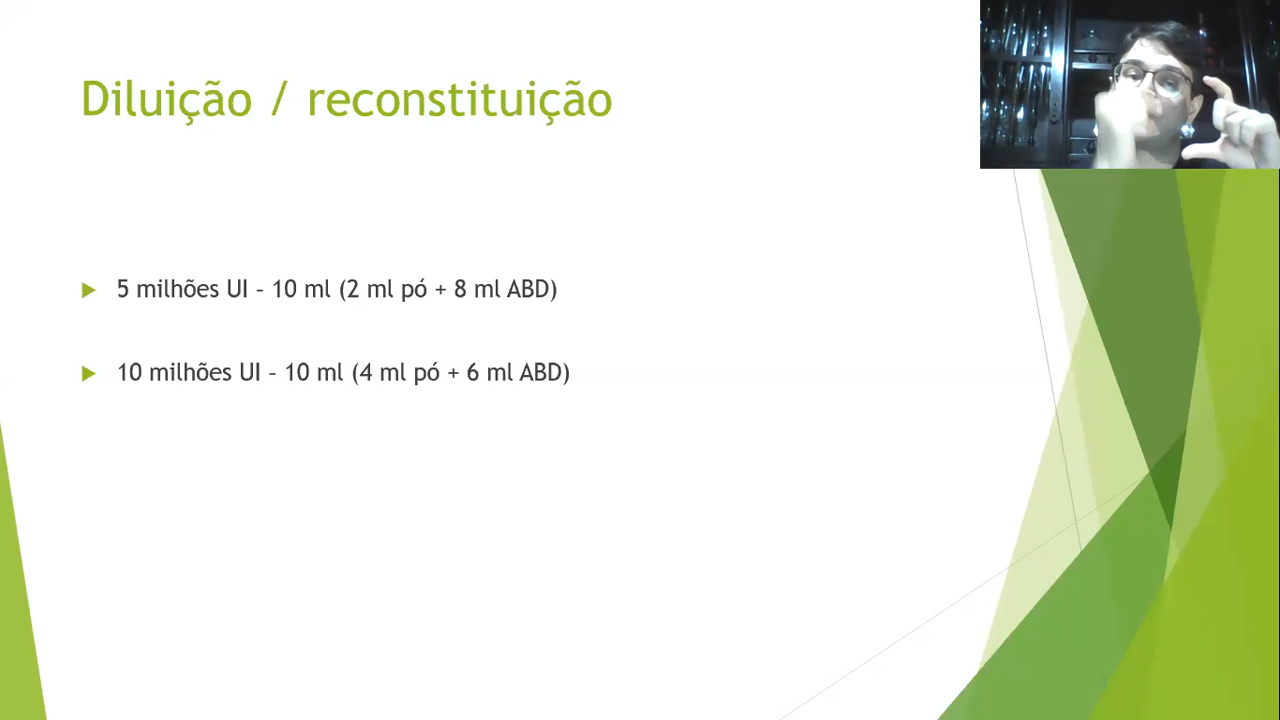 Diluição / reconstituição
5 milhões UI – 10 ml (2 ml pó + 8 ml ABD)
10 milhões UI – 10 ml (4 ml pó + 6 ml ABD)